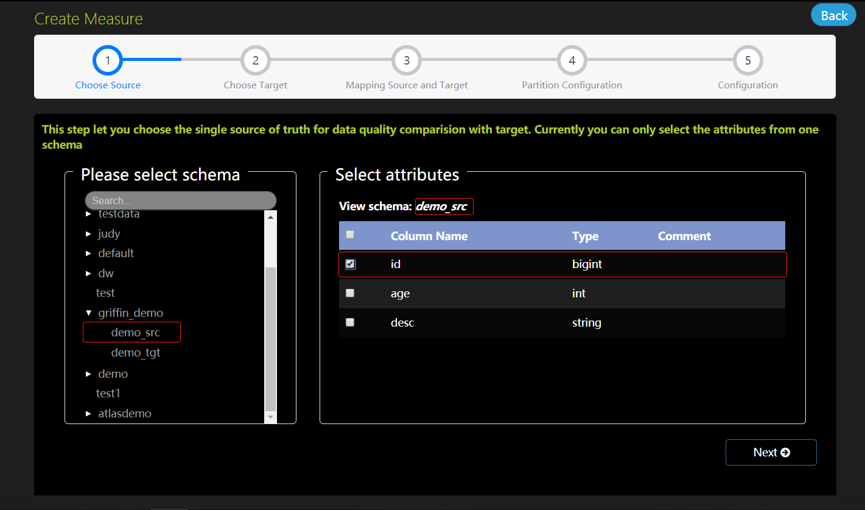 Create Measure
Back
1
2
3
4
5
Choose Source
Choose Target
Mapping Source and Target
Partition Configuration
Configuration
This step let you choose the single source of truth for data quality comparision with target. Currently you can only select the attributes from one
schema
Please select schema
Search...
testdata
judy
default
dw
test
griffin_demo
demo_src
demo_tgt
demo
test1
atlasdemo
Select attributes
View schema: demo_src
Column Name Type Comment
id bigint
age int
desc string
Next